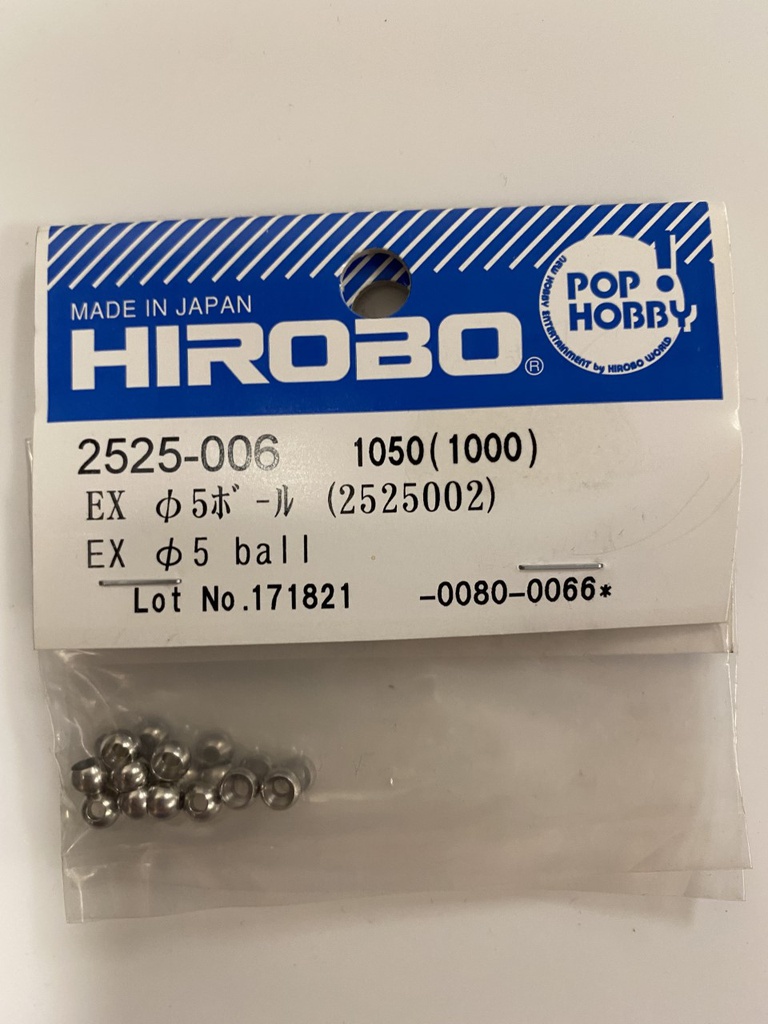 MADE IN JAPAN
HIROBO®
POP!
HOBBY
NEW HOBBY ENTERTAINMENT by HIROBO WORLD
2525-006 1050(1000)
EX φ5ボール (2525002)
EX φ5 ball
Lot No.171821 -0080-0066*